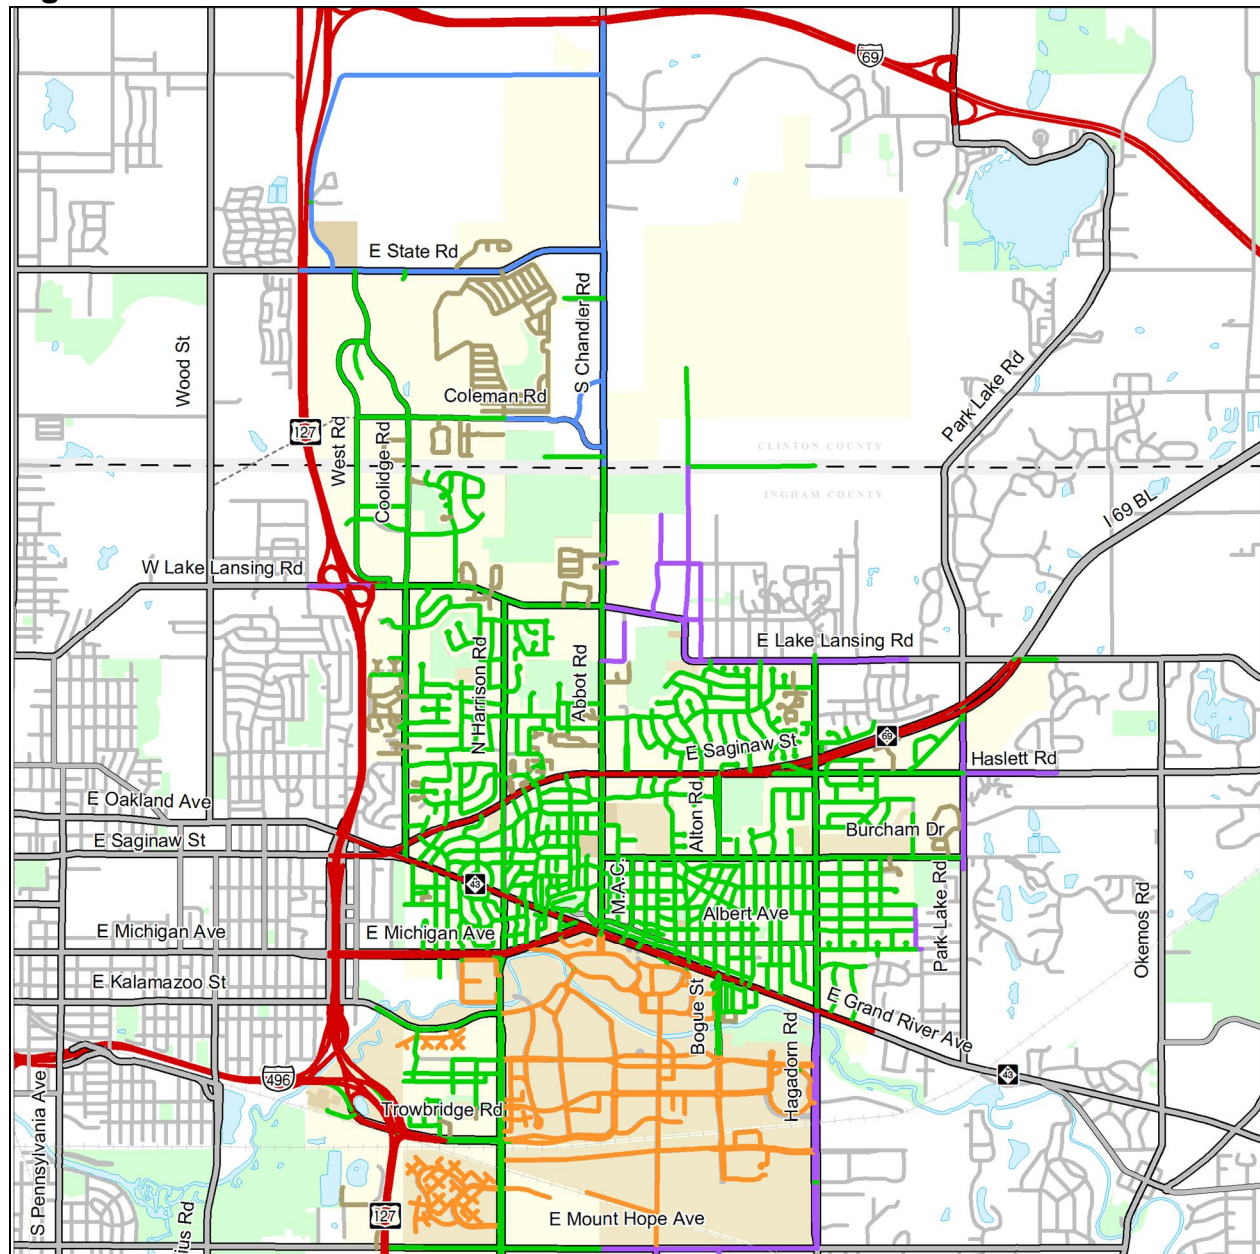 69
E State Rd
S Chandler Rd
Wood St
Park Lake Rd
Coleman Rd
127
West Rd
Coolidge Rd
CLINTON COUNTY
INGHAM COUNTY
I 69 BL
W Lake Lansing Rd
E Lake Lansing Rd
N Harrison Rd
Abbot Rd
E Saginaw St
69
Haslett Rd
E Oakland Ave
Alton Rd
Burcham Dr
E Saginaw St
43
M.A.C.
Park Lake Rd
Albert Ave
Okemos Rd
E Michigan Ave
E Michigan Ave
E Kalamazoo St
Bogue St
E Grand River Ave
Hagadorn Rd
496
43
S Pennsylvania Ave
Trowbridge Rd
127
E Mount Hope Ave
Rd